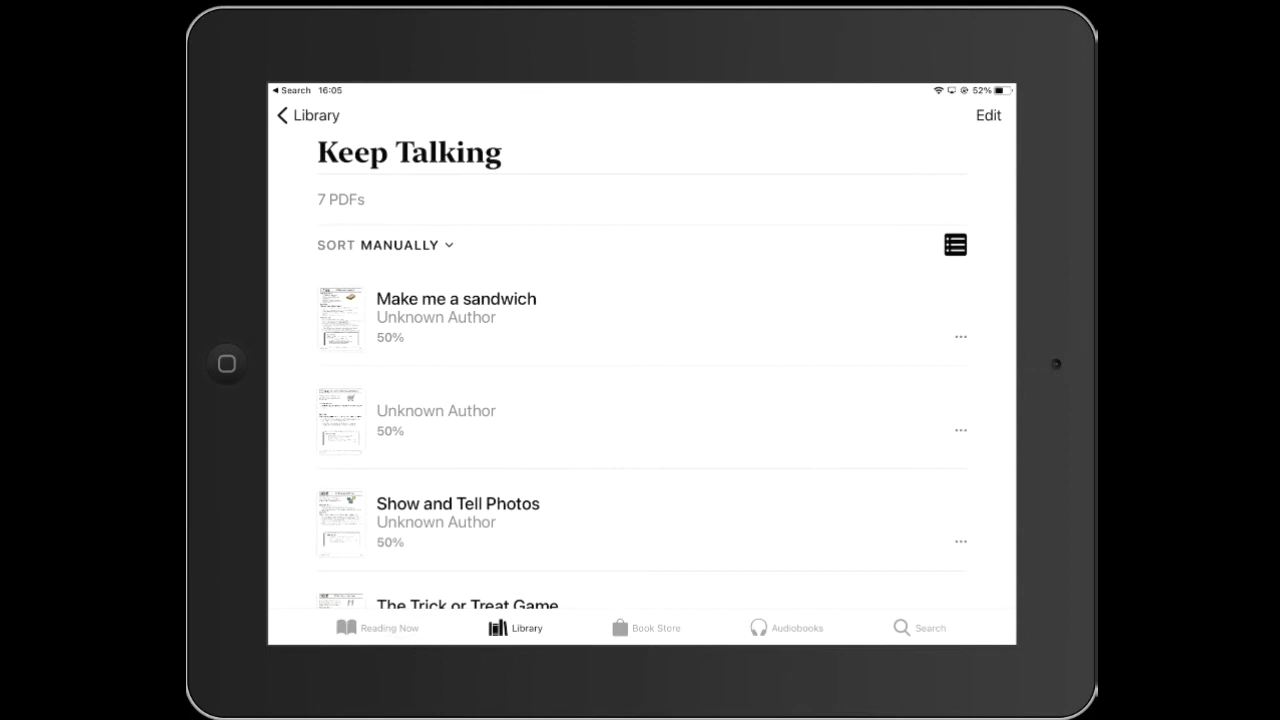 Search 16:05
52%
Library
Edit
Keep Talking
7 PDFs
SORT MANUALLY
Make me a sandwich
Unknown Author
50%
Unknown Author
50%
Show and Tell Photos
Unknown Author
50%
The Trick or Treat Game
Reading Now
Library
Book Store
Audiobooks
Search